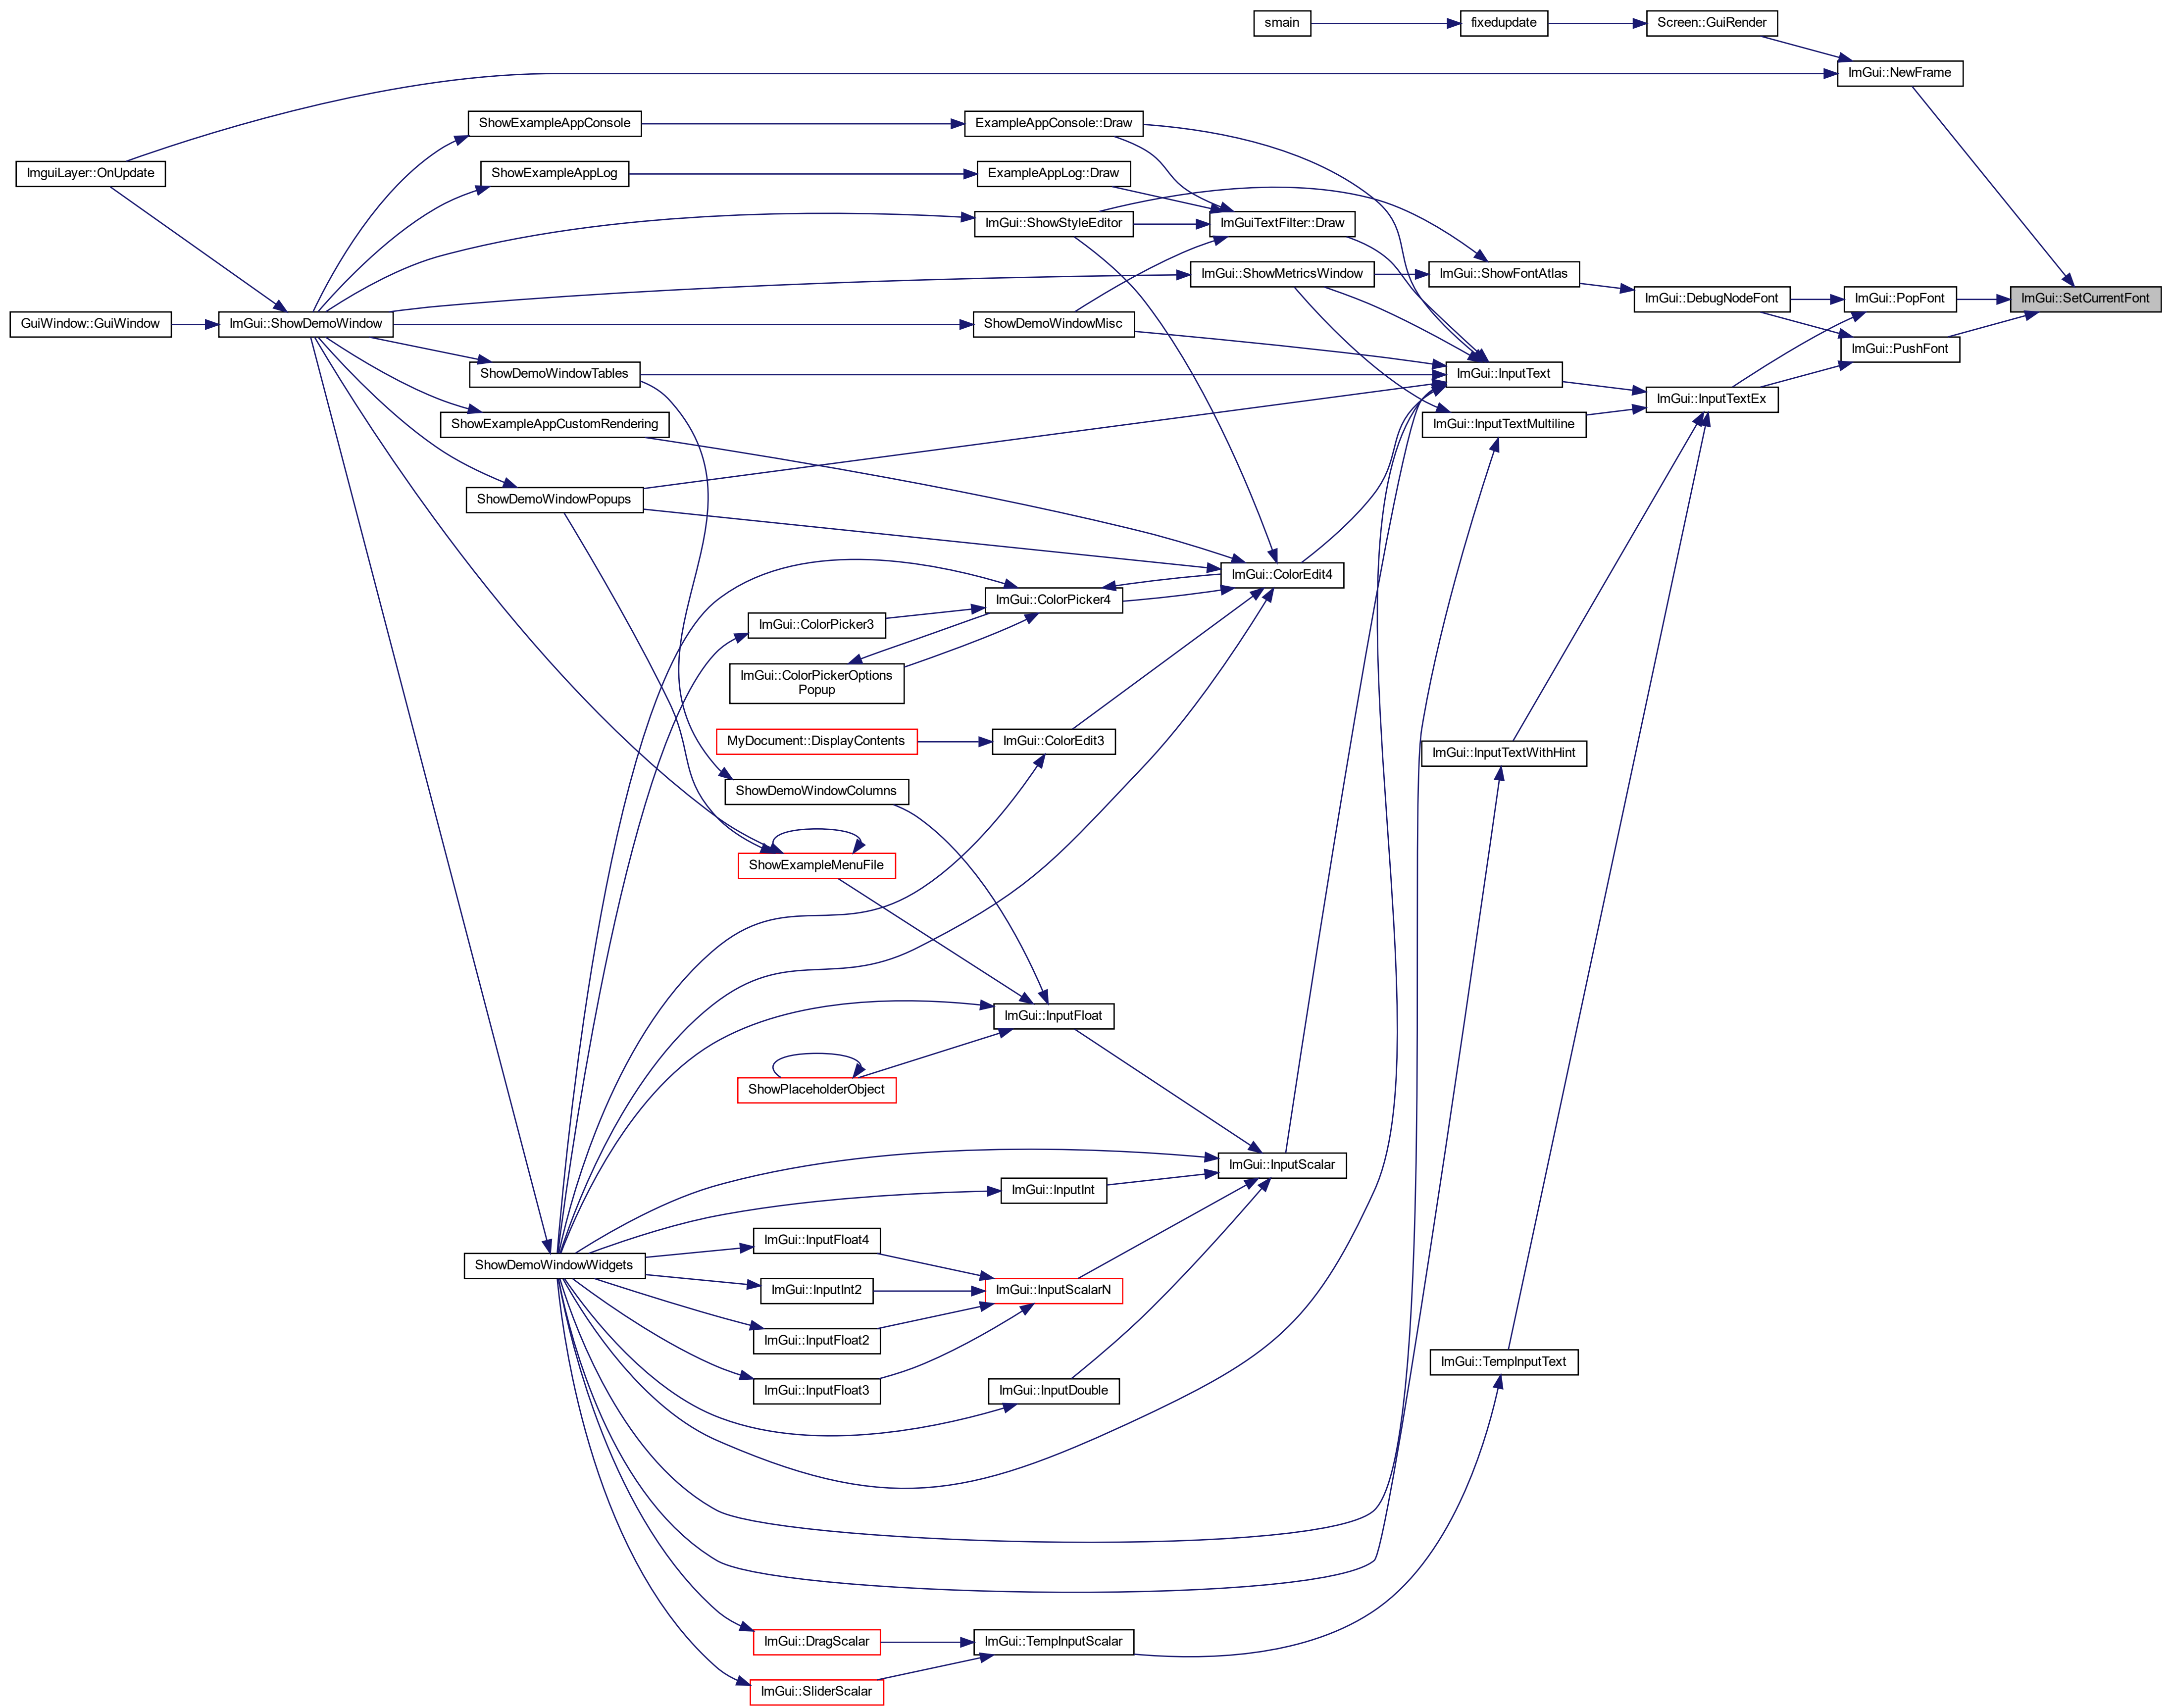 smain
fixedupdate
Screen::GuiRender
ImGui::NewFrame
ShowExampleAppConsole
ExampleAppConsole::Draw
ImguiLayer::OnUpdate
ShowExampleAppLog
ExampleAppLog::Draw
ImGui::ShowStyleEditor
ImGuiTextFilter::Draw
ImGui::ShowMetricsWindow
ImGui::ShowFontAtlas
ImGui::DebugNodeFont
ImGui::PopFont
ImGui::SetCurrentFont
GuiWindow::GuiWindow
ImGui::ShowDemoWindow
ShowDemoWindowMisc
ImGui::PushFont
ShowDemoWindowTables
ImGui::InputText
ImGui::InputTextEx
ShowExampleAppCustomRendering
ImGui::InputTextMultiline
ShowDemoWindowPopups
ImGui::ColorEdit4
ImGui::ColorPicker4
ImGui::ColorPicker3
ImGui::ColorPickerOptions
Popup
MyDocument::DisplayContents
ImGui::ColorEdit3
ImGui::InputTextWithHint
ShowDemoWindowColumns
ShowExampleMenuFile
ImGui::InputFloat
ShowPlaceholderObject
ImGui::InputScalar
ImGui::InputInt
ImGui::InputFloat4
ShowDemoWindowWidgets
ImGui::InputInt2
ImGui::InputScalarN
ImGui::InputFloat2
ImGui::TempInputText
ImGui::InputFloat3
ImGui::InputDouble
ImGui::DragScalar
ImGui::TempInputScalar
ImGui::SliderScalar